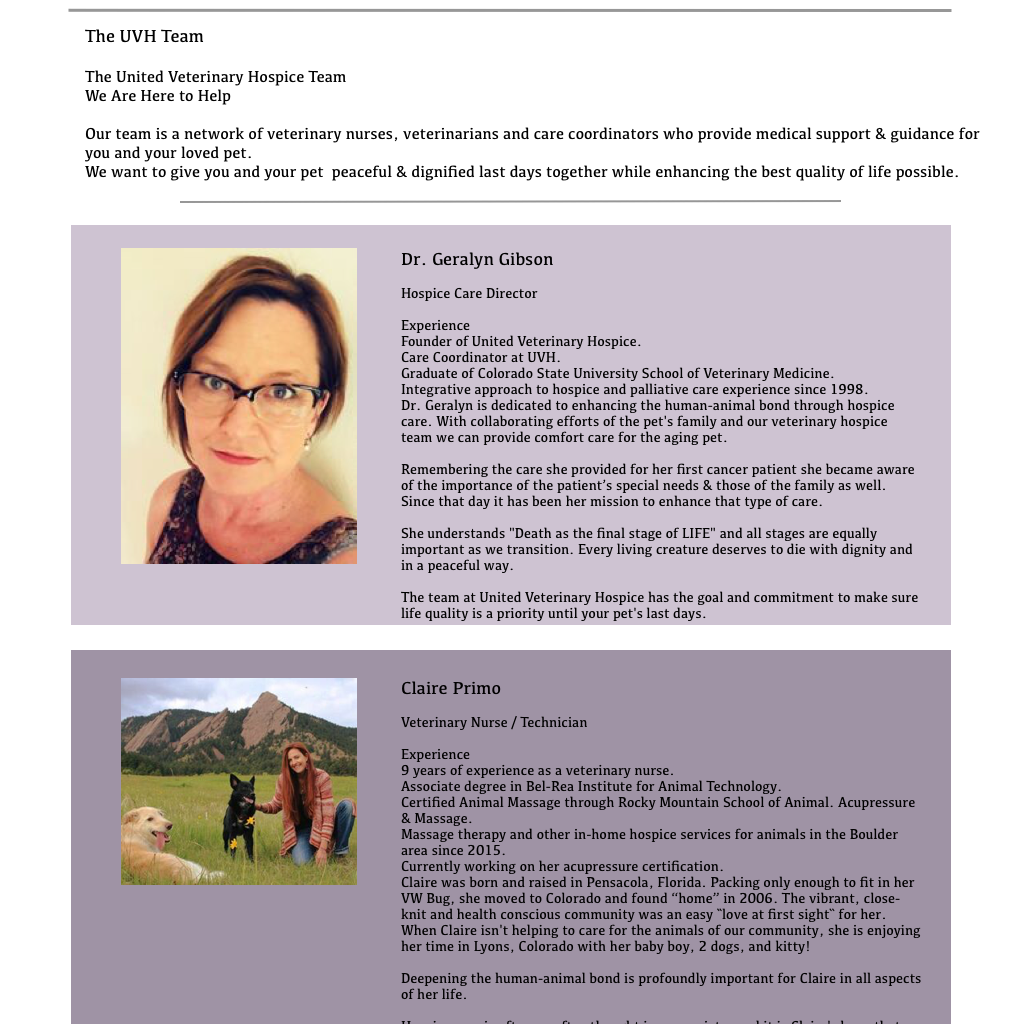 The UVH Team
The United Veterinary Hospice Team
We Are Here to Help
Our team is a network of veterinary nurses, veterinarians and care coordinators who provide medical support & guidance for
you and your loved pet.
We want to give you and your pet  peaceful & dignified last days together while enhancing the best quality of life possible.
Dr. Geralyn Gibson
Hospice Care Director
Experience
Founder of United Veterinary Hospice.
Care Coordinator at UVH.
Graduate of Colorado State University School of Veterinary Medicine.
Integrative approach to hospice and palliative care experience since 1998.
Dr. Geralyn is dedicated to enhancing the human-animal bond through hospice
care. With collaborating efforts of the pet's family and our veterinary hospice
team we can provide comfort care for the aging pet.
Remembering the care she provided for her first cancer patient she became aware
of the importance of the patient’s special needs & those of the family as well.
Since that day it has been her mission to enhance that type of care.
She understands "Death as the final stage of LIFE" and all stages are equally
important as we transition. Every living creature deserves to die with dignity and
in a peaceful way.
The team at United Veterinary Hospice has the goal and commitment to make sure
life quality is a priority until your pet's last days.
Claire Primo
Veterinary Nurse / Technician
Experience
9 years of experience as a veterinary nurse.
Associate degree in Bel-Rea Institute for Animal Technology.
Certified Animal Massage through Rocky Mountain School of Animal. Acupressure
& Massage.
Massage therapy and other in-home hospice services for animals in the Boulder
area since 2015.
Currently working on her acupressure certification.
Claire was born and raised in Pensacola, Florida. Packing only enough to fit in her
VW Bug, she moved to Colorado and found “home” in 2006. The vibrant, close-
knit and health conscious community was an easy “love at first sight“ for her.
When Claire isn't helping to care for the animals of our community, she is enjoying
her time in Lyons, Colorado with her baby boy, 2 dogs, and kitty!
Deepening the human-animal bond is profoundly important for Claire in all aspects
of her life.